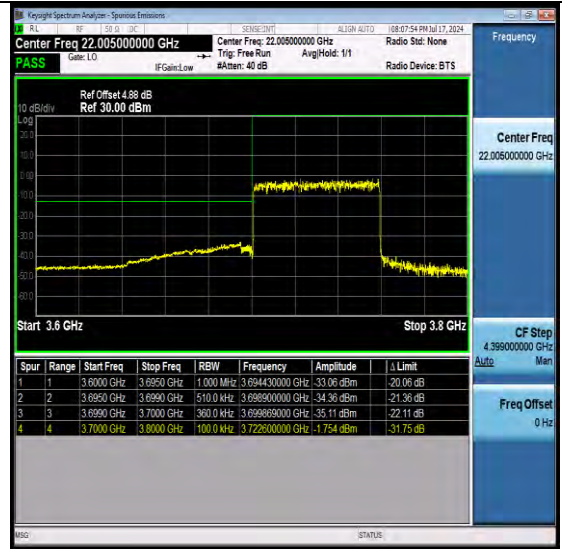 Keysight Spectrum Analyzer - Spurious Emissions
RL RF 50 Ω DC SENSE:INT ALIGN AUTO 08:07:54 PM Jul 17, 2024
Center Freq 22.005000000 GHz
Center Freq: 22.005000000 GHz
Radio Std: None
Gate: LO
Trig: Free Run Avg|Hold: 1/1
PASS
IFGain:Low
#Atten: 40 dB
Radio Device: BTS
Frequency
Ref Offset 4.88 dB
10 dB/div Ref 30.00 dBm
Log
20.0
10.0
0.00
-10.0
-20.0
-30.0
-40.0
-50.0
-60.0
Start 3.6 GHz Stop 3.8 GHz
Spur Range Start Freq Stop Freq RBW Frequency Amplitude Δ Limit
1 1 3.6000 GHz 3.6950 GHz 1.000 MHz 3.694430000 GHz -33.06 dBm -20.06 dB
2 2 3.6950 GHz 3.6990 GHz 510.0 kHz 3.698900000 GHz -34.36 dBm -21.36 dB
3 3 3.6990 GHz 3.7000 GHz 360.0 kHz 3.699869000 GHz -35.11 dBm -22.11 dB
4 4 3.7000 GHz 3.8000 GHz 100.0 kHz 3.722600000 GHz -1.754 dBm -31.75 dB
Center Freq
22.005000000 GHz
CF Step
4.399000000 GHz
Auto Man
Freq Offset
0 Hz
MSG STATUS